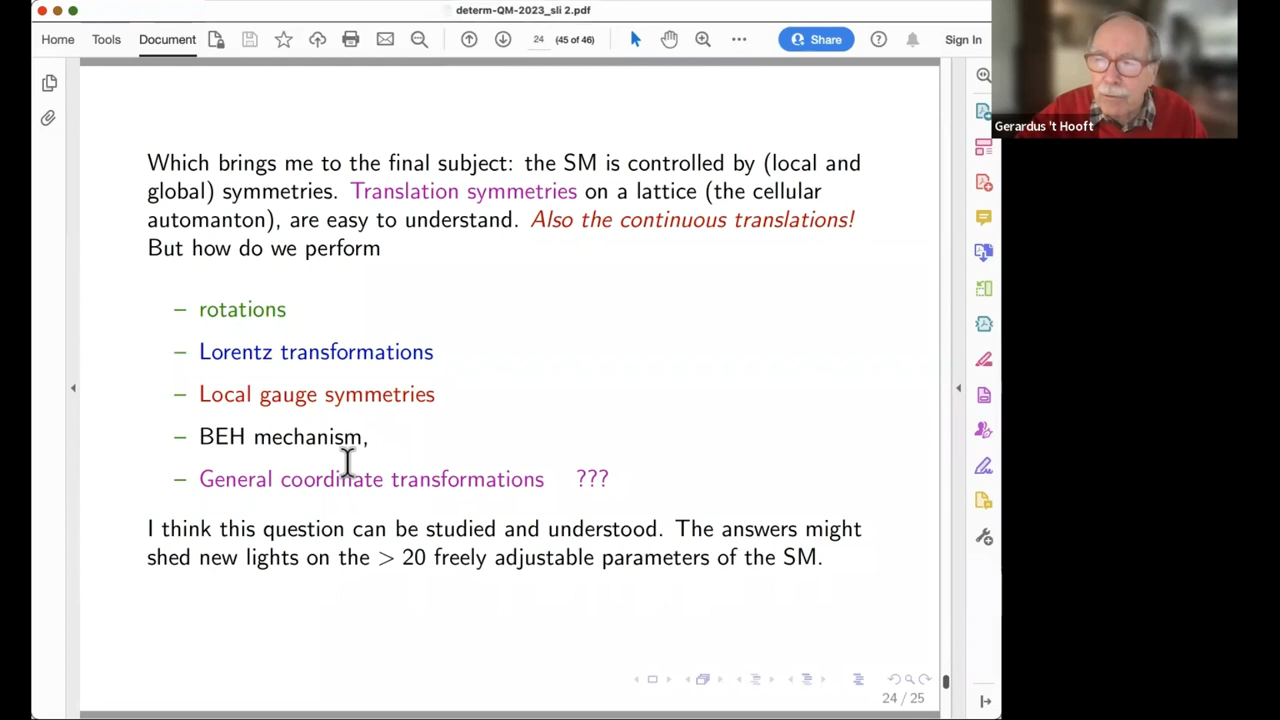 determ-QM-2023_sli 2.pdf
Home Tools Document 24 (45 of 46) Share Sign In
Gerardus 't Hooft
Which brings me to the final subject: the SM is controlled by (local and
global) symmetries. Translation symmetries on a lattice (the cellular
automanton), are easy to understand. Also the continuous translations!
But how do we perform
– rotations
– Lorentz transformations
– Local gauge symmetries
– BEH mechanism,
– General coordinate transformations ???
I think this question can be studied and understood. The answers might
shed new lights on the > 20 freely adjustable parameters of the SM.
24 / 25